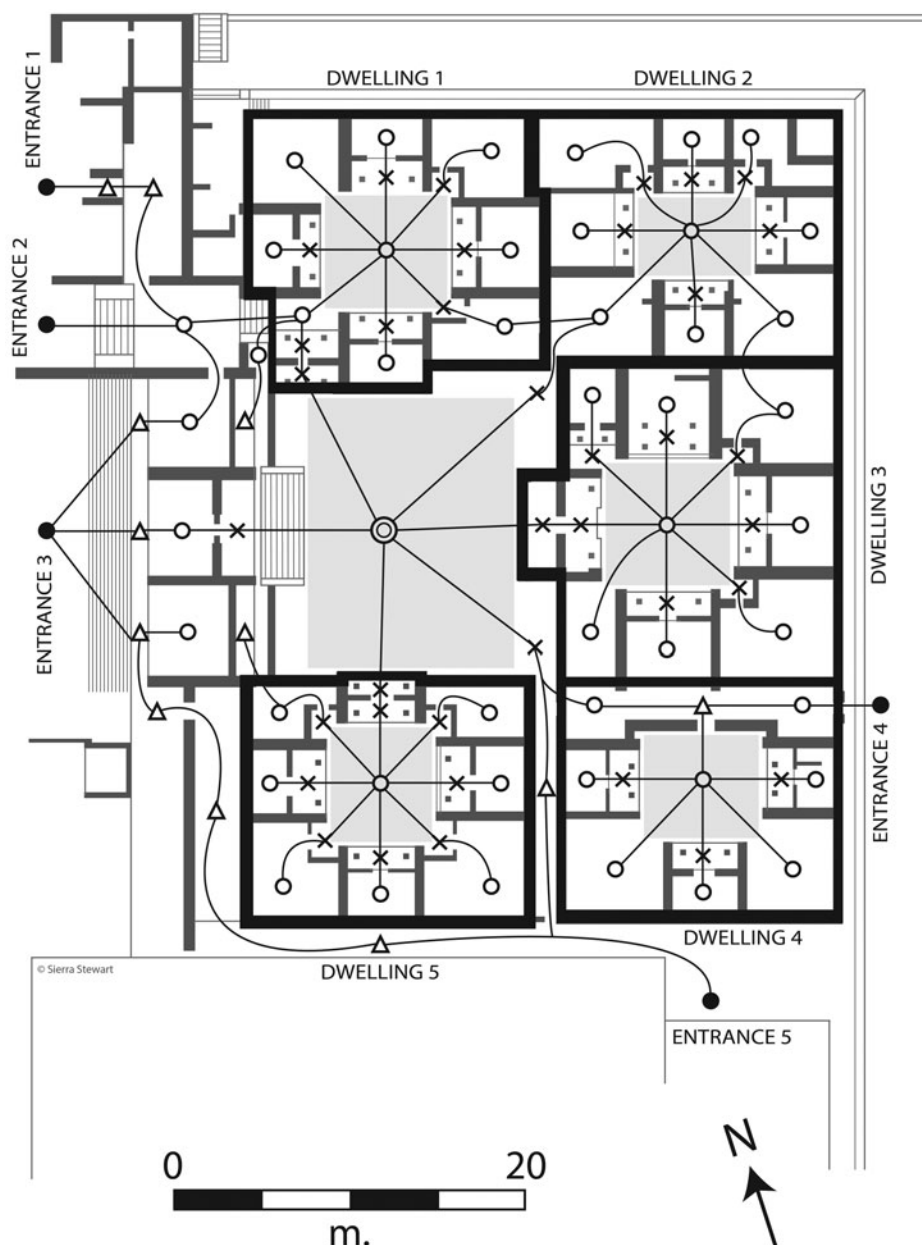 DWELLING 1
DWELLING 2
ENTRANCE 1
ENTRANCE 2
ENTRANCE 3
DWELLING 3
ENTRANCE 4
DWELLING 4
© Sierra Stewart
DWELLING 5
ENTRANCE 5
0
20
m.
N